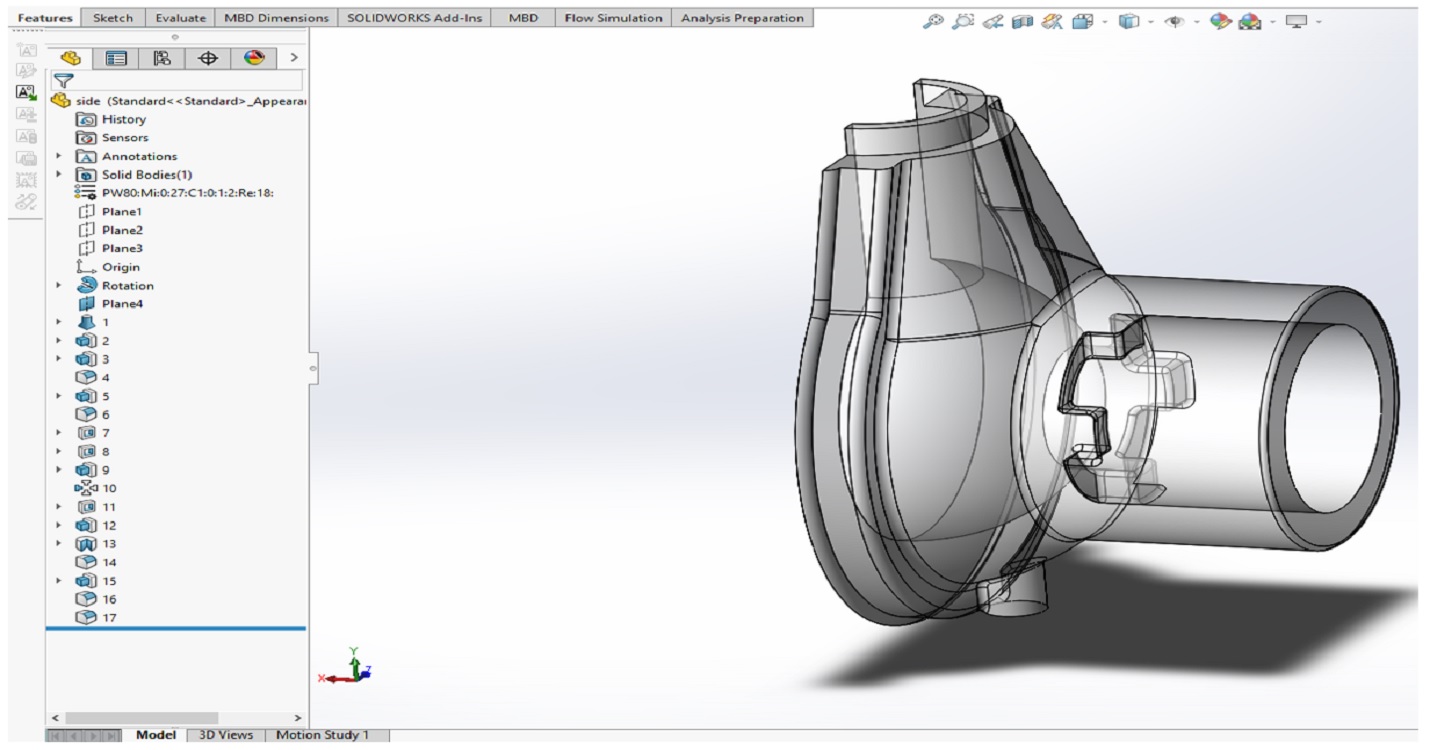 Features Sketch Evaluate MBD Dimensions SOLIDWORKS Add-Ins MBD Flow Simulation Analysis Preparation
side (Standard<<Standard>_Appeara
History
Sensors
Annotations
Solid Bodies(1)
PW80:Mi:0:27:C1:0:1:2:Re:18:
Plane1
Plane2
Plane3
Origin
Rotation
Plane4
1
2
3
4
5
6
7
8
9
10
11
12
13
14
15
16
17
Y
X Z
Model 3D Views Motion Study 1